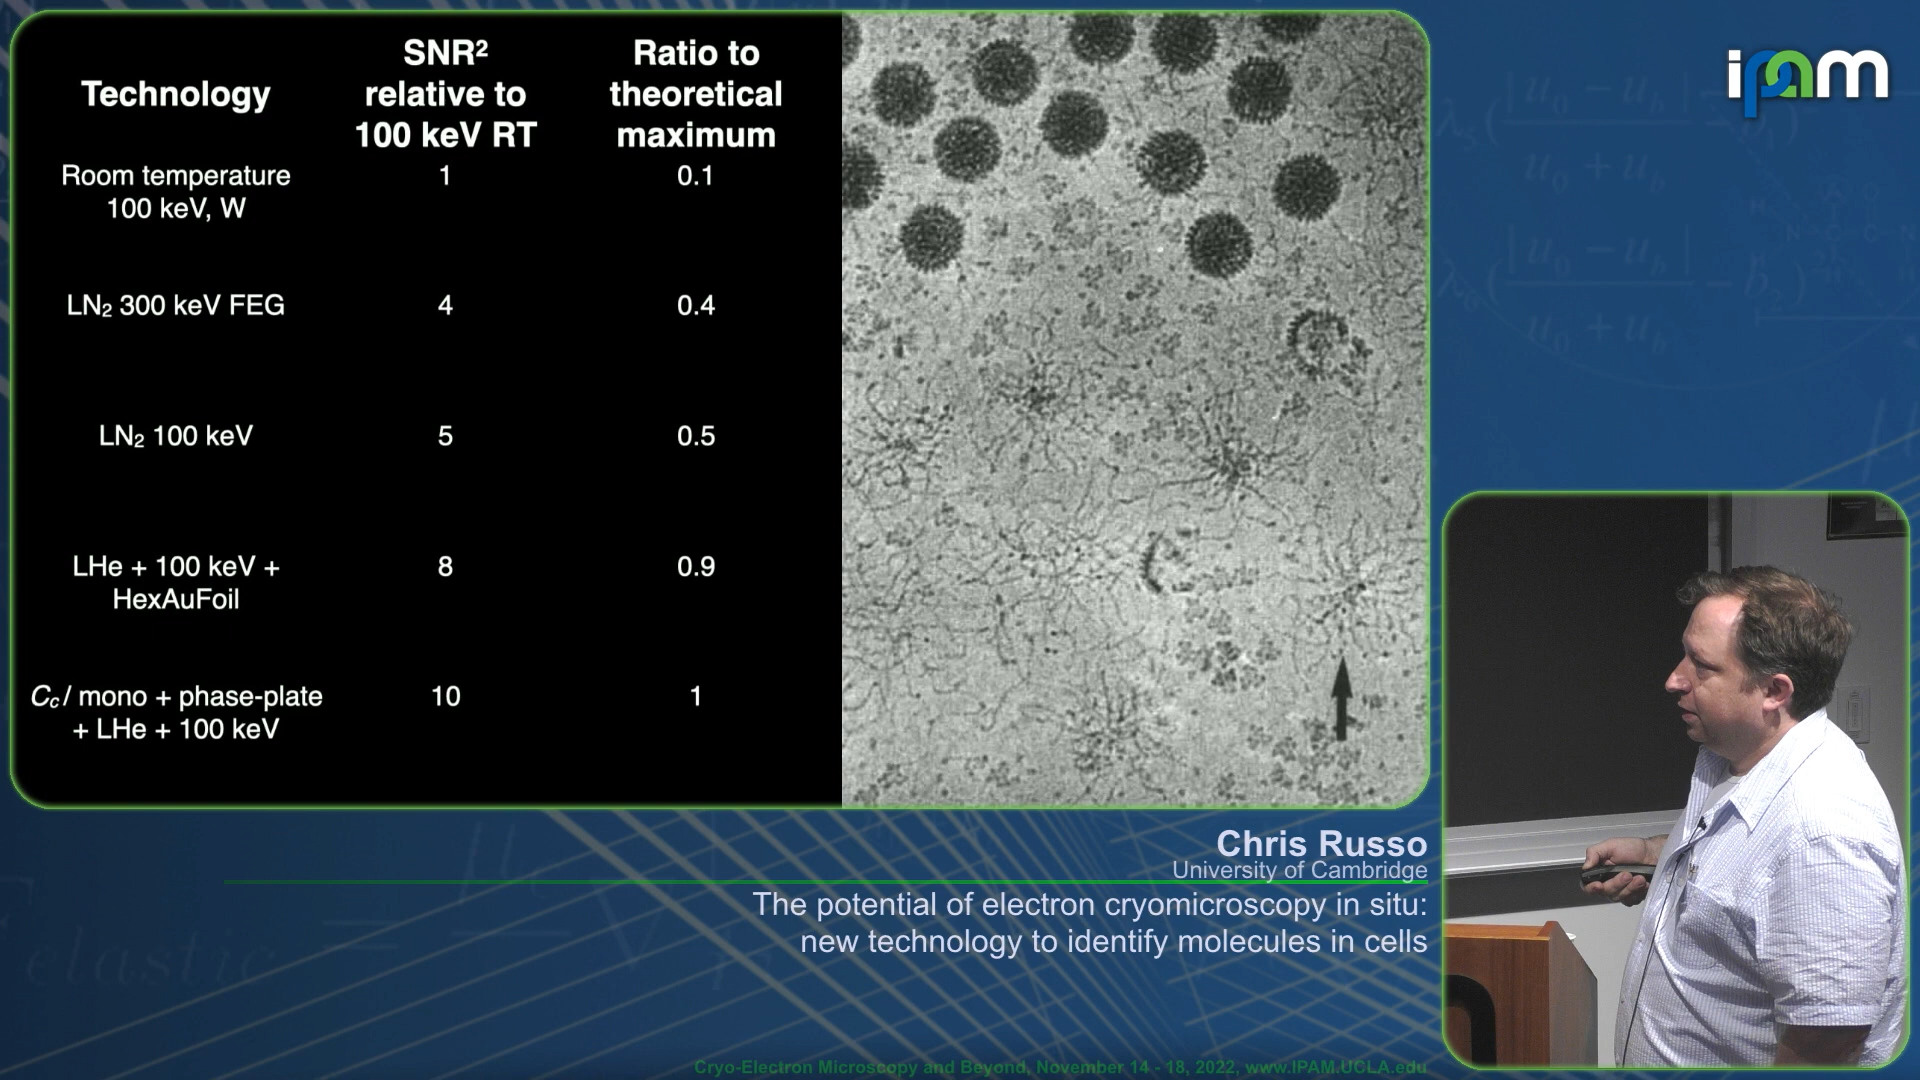 Technology
SNR²
relative to
100 keV RT
Ratio to
theoretical
maximum
Room temperature
100 keV, W
1
0.1
LN₂ 300 keV FEG
4
0.4
LN₂ 100 keV
5
0.5
LHe + 100 keV +
HexAuFoil
8
0.9
Cc / mono + phase-plate
+ LHe + 100 keV
10
1
ipam
Chris Russo
University of Cambridge
The potential of electron cryomicroscopy in situ:
new technology to identify molecules in cells
elastic
Cryo-Electron Microscopy and Beyond, November 14 - 18, 2022, www.IPAM.UCLA.edu